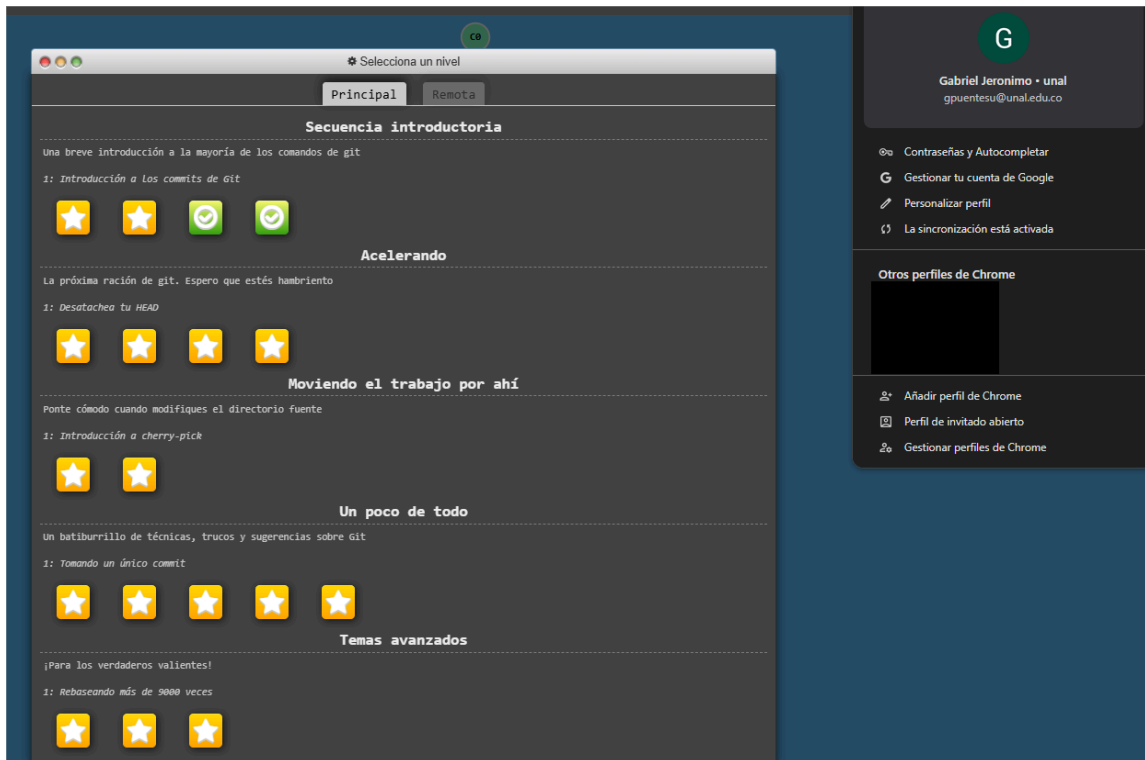 C0
Selecciona un nivel
Principal Remota
Secuencia introductoria
Una breve introducción a la mayoría de los comandos de git
1: Introducción a los commits de Git
Acelerando
La próxima ración de git. Espero que estés hambriento
1: Desatachea tu HEAD
Moviendo el trabajo por ahí
Ponte cómodo cuando modifiques el directorio fuente
1: Introducción a cherry-pick
Un poco de todo
Un batiburrillo de técnicas, trucos y sugerencias sobre Git
1: Tomando un único commit
Temas avanzados
¡Para los verdaderos valientes!
1: Rebaseando más de 9000 veces
G
Gabriel Jeronimo • unal
gpuentesu@unal.edu.co
Contraseñas y Autocompletar
G Gestionar tu cuenta de Google
Personalizar perfil
La sincronización está activada
Otros perfiles de Chrome
Añadir perfil de Chrome
Perfil de invitado abierto
Gestionar perfiles de Chrome